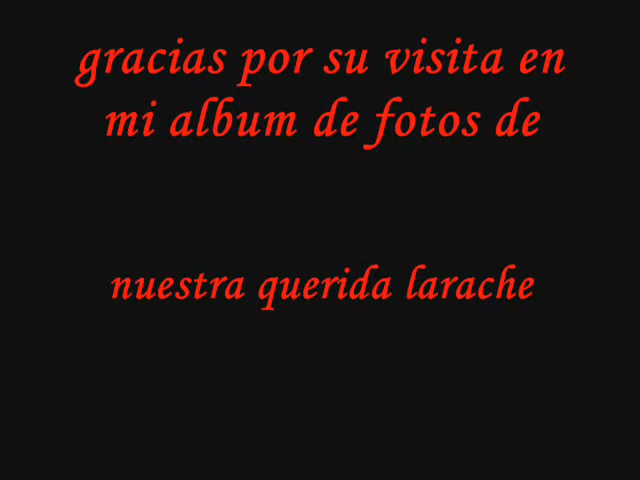 gracias por su visita en
mi album de fotos de
nuestra querida larache